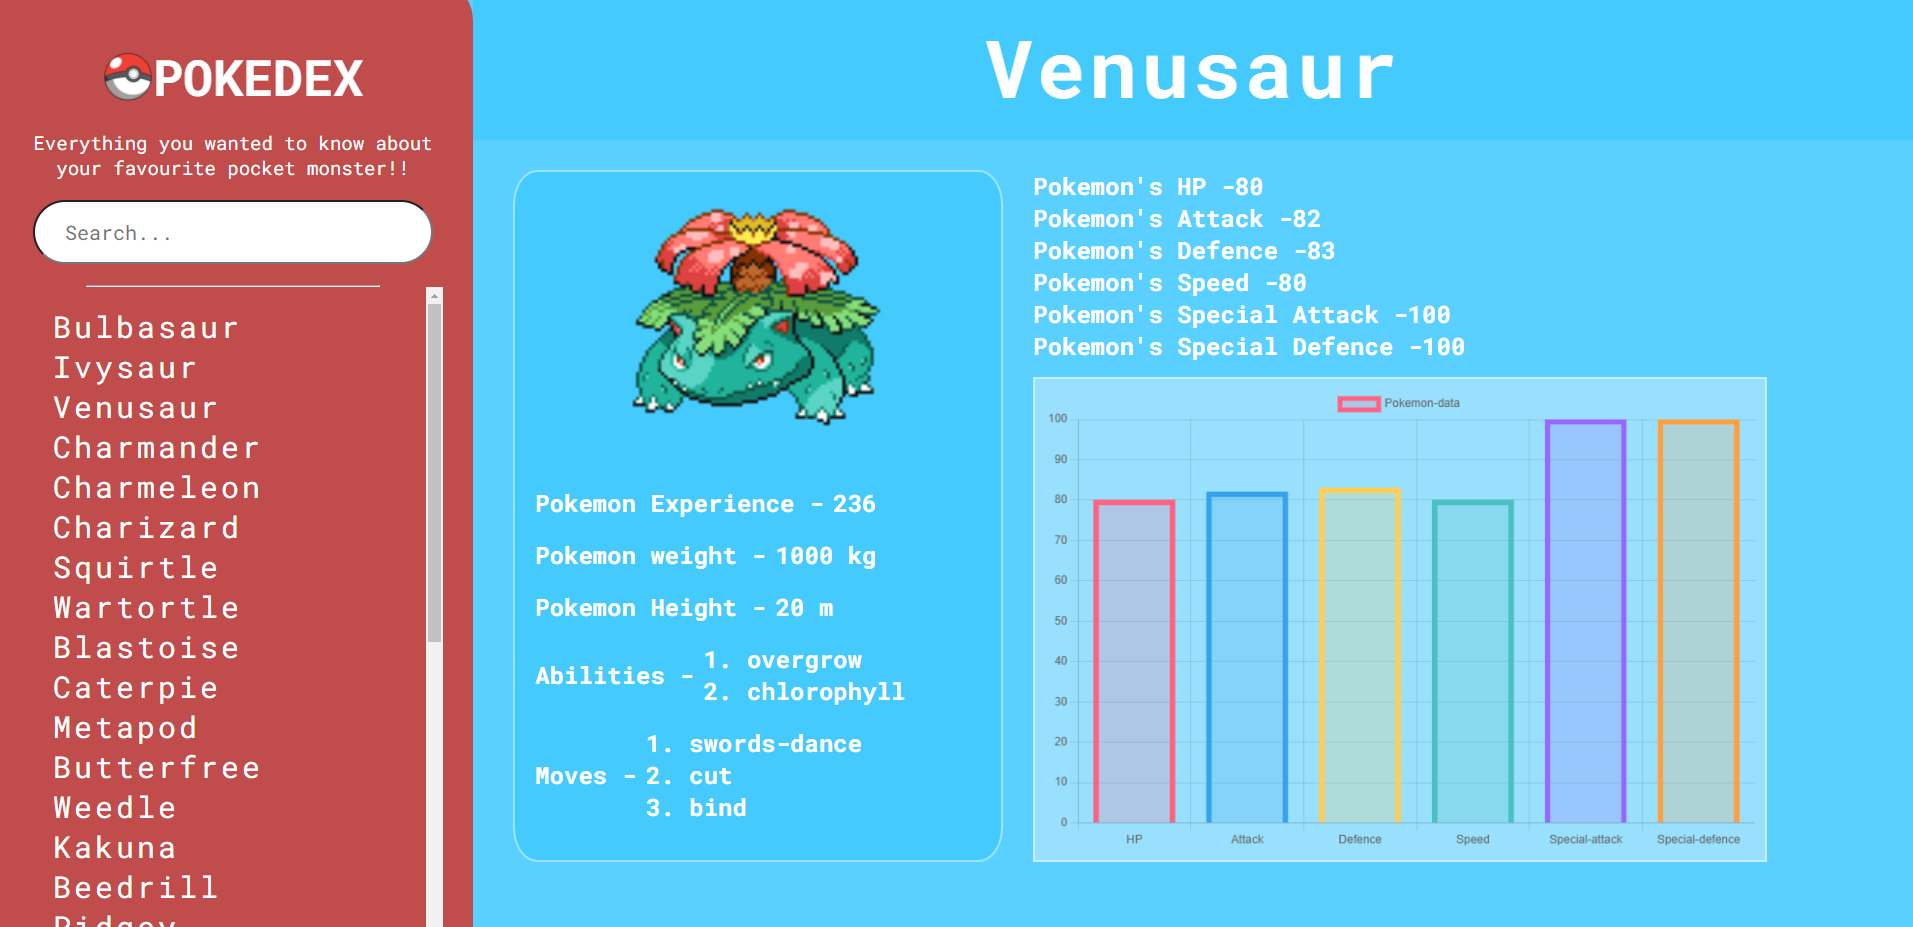 POKEDEX
Everything you wanted to know about
your favourite pocket monster!!
Search...
Bulbasaur
Ivysaur
Venusaur
Charmander
Charmeleon
Charizard
Squirtle
Wartortle
Blastoise
Caterpie
Metapod
Butterfree
Weedle
Kakuna
Beedrill
Venusaur
Pokemon Experience - 236
Pokemon weight - 1000 kg
Pokemon Height - 20 m
Abilities -
1. overgrow
2. chlorophyll
Moves -
1. swords-dance
2. cut
3. bind
Pokemon's HP -80
Pokemon's Attack -82
Pokemon's Defence -83
Pokemon's Speed -80
Pokemon's Special Attack -100
Pokemon's Special Defence -100
Pokemon-data
100
90
80
70
60
50
40
30
20
10
0
HP Attack Defence Speed Special-attack Special-defence